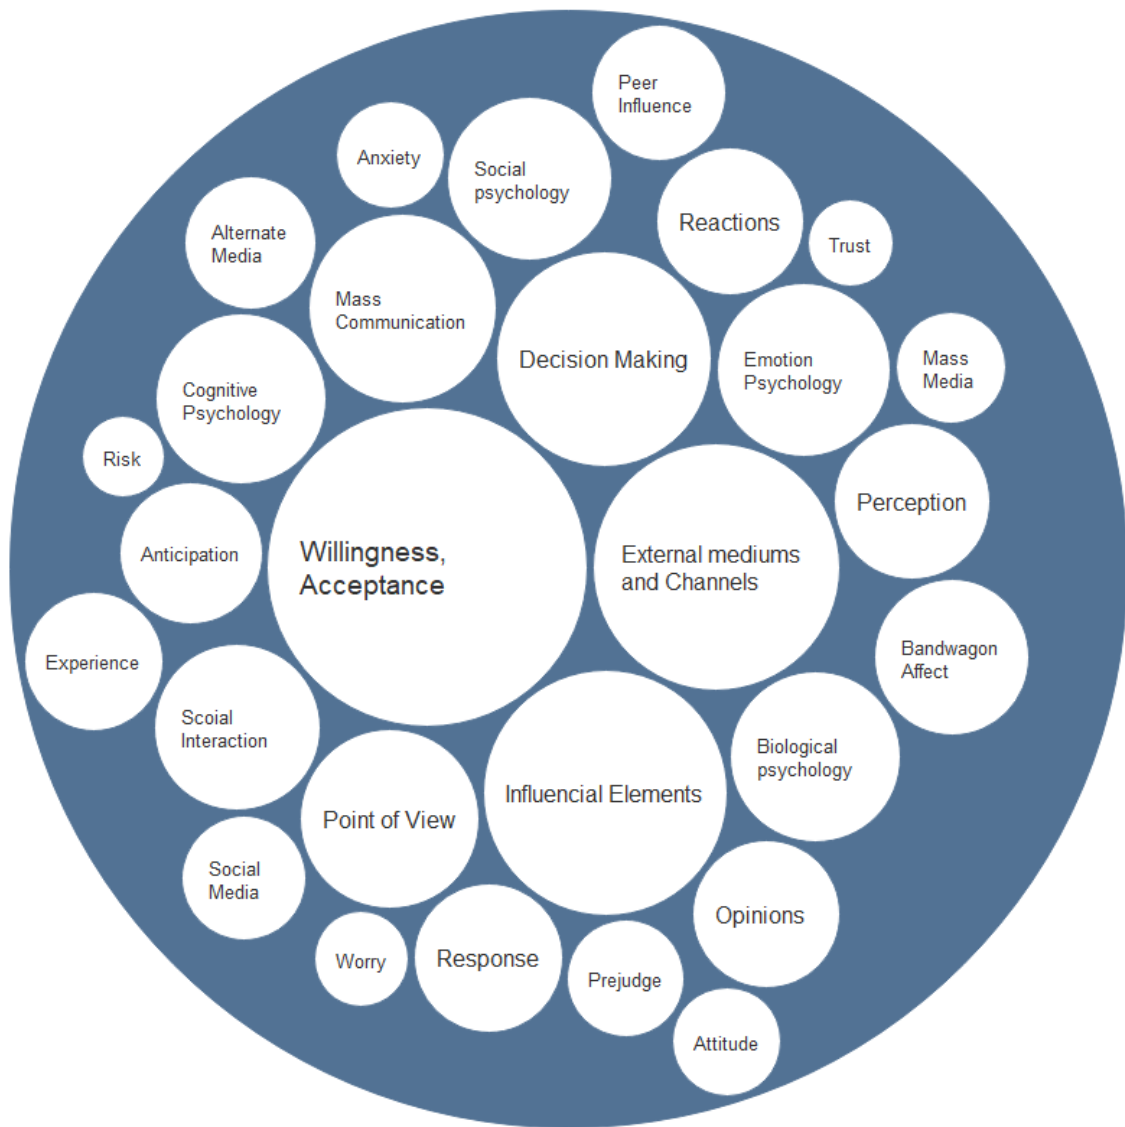 Peer
Influence
Anxiety
Social
psychology
Reactions
Alternate
Media
Trust
Mass
Communication
Decision Making
Emotion
Psychology
Mass
Media
Cognitive
Psychology
Risk
Perception
Anticipation
Willingness,
Acceptance
External mediums
and Channels
Experience
Bandwagon
Affect
Scoial
Interaction
Biological
psychology
Point of View
Influencial Elements
Social
Media
Opinions
Worry
Response
Prejudge
Attitude